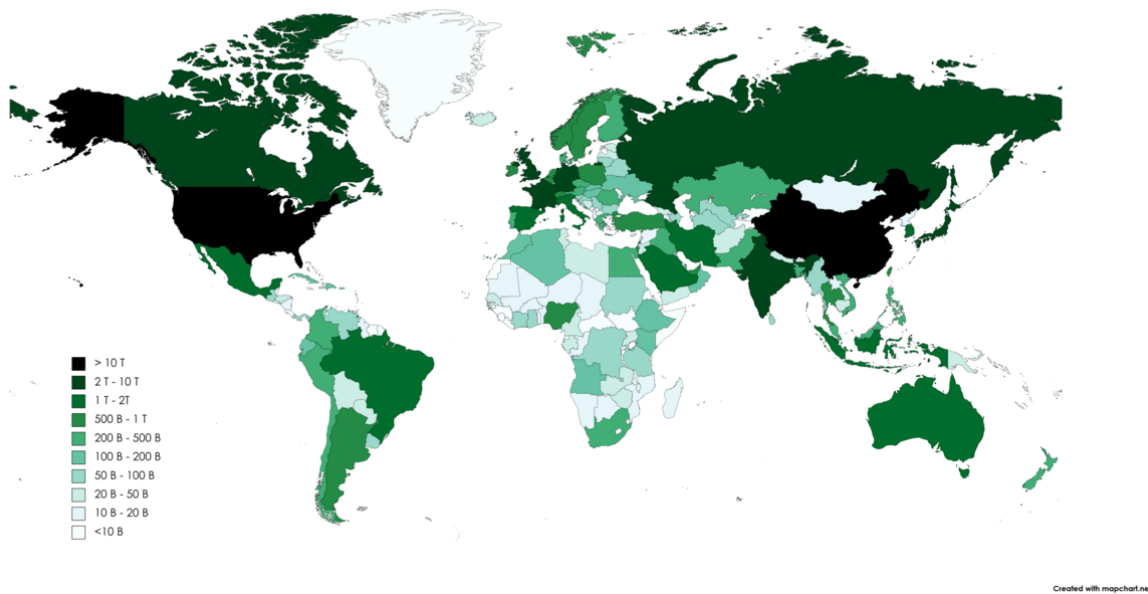 > 10 T
2 T - 10 T
1 T - 2T
500 B - 1 T
200 B - 500 B
100 B - 200 B
50 B - 100 B
20 B - 50 B
10 B - 20 B
<10 B
Created with mapchart.ne